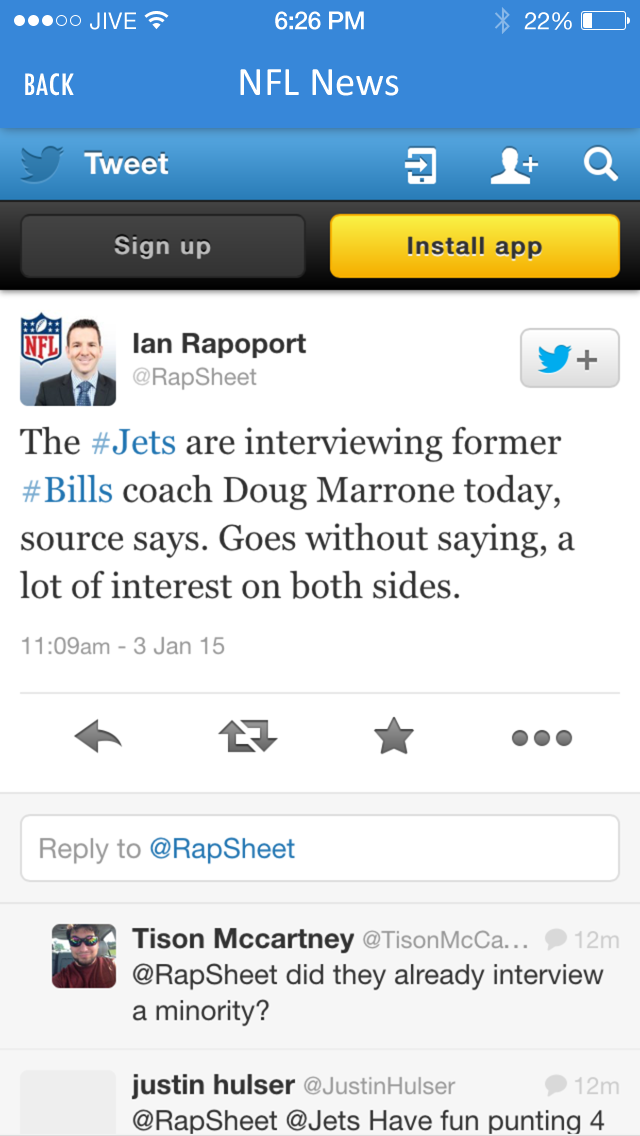 JIVE 6:26 PM 22%
BACK NFL News
Tweet
Sign up Install app
NFL
Ian Rapoport
@RapSheet
The #Jets are interviewing former
#Bills coach Doug Marrone today,
source says. Goes without saying, a
lot of interest on both sides.
11:09am - 3 Jan 15
Reply to @RapSheet
Tison Mccartney @TisonMcCa... 12m
@RapSheet did they already interview
a minority?
justin hulser @JustinHulser 12m
@RapSheet @Jets Have fun punting 4